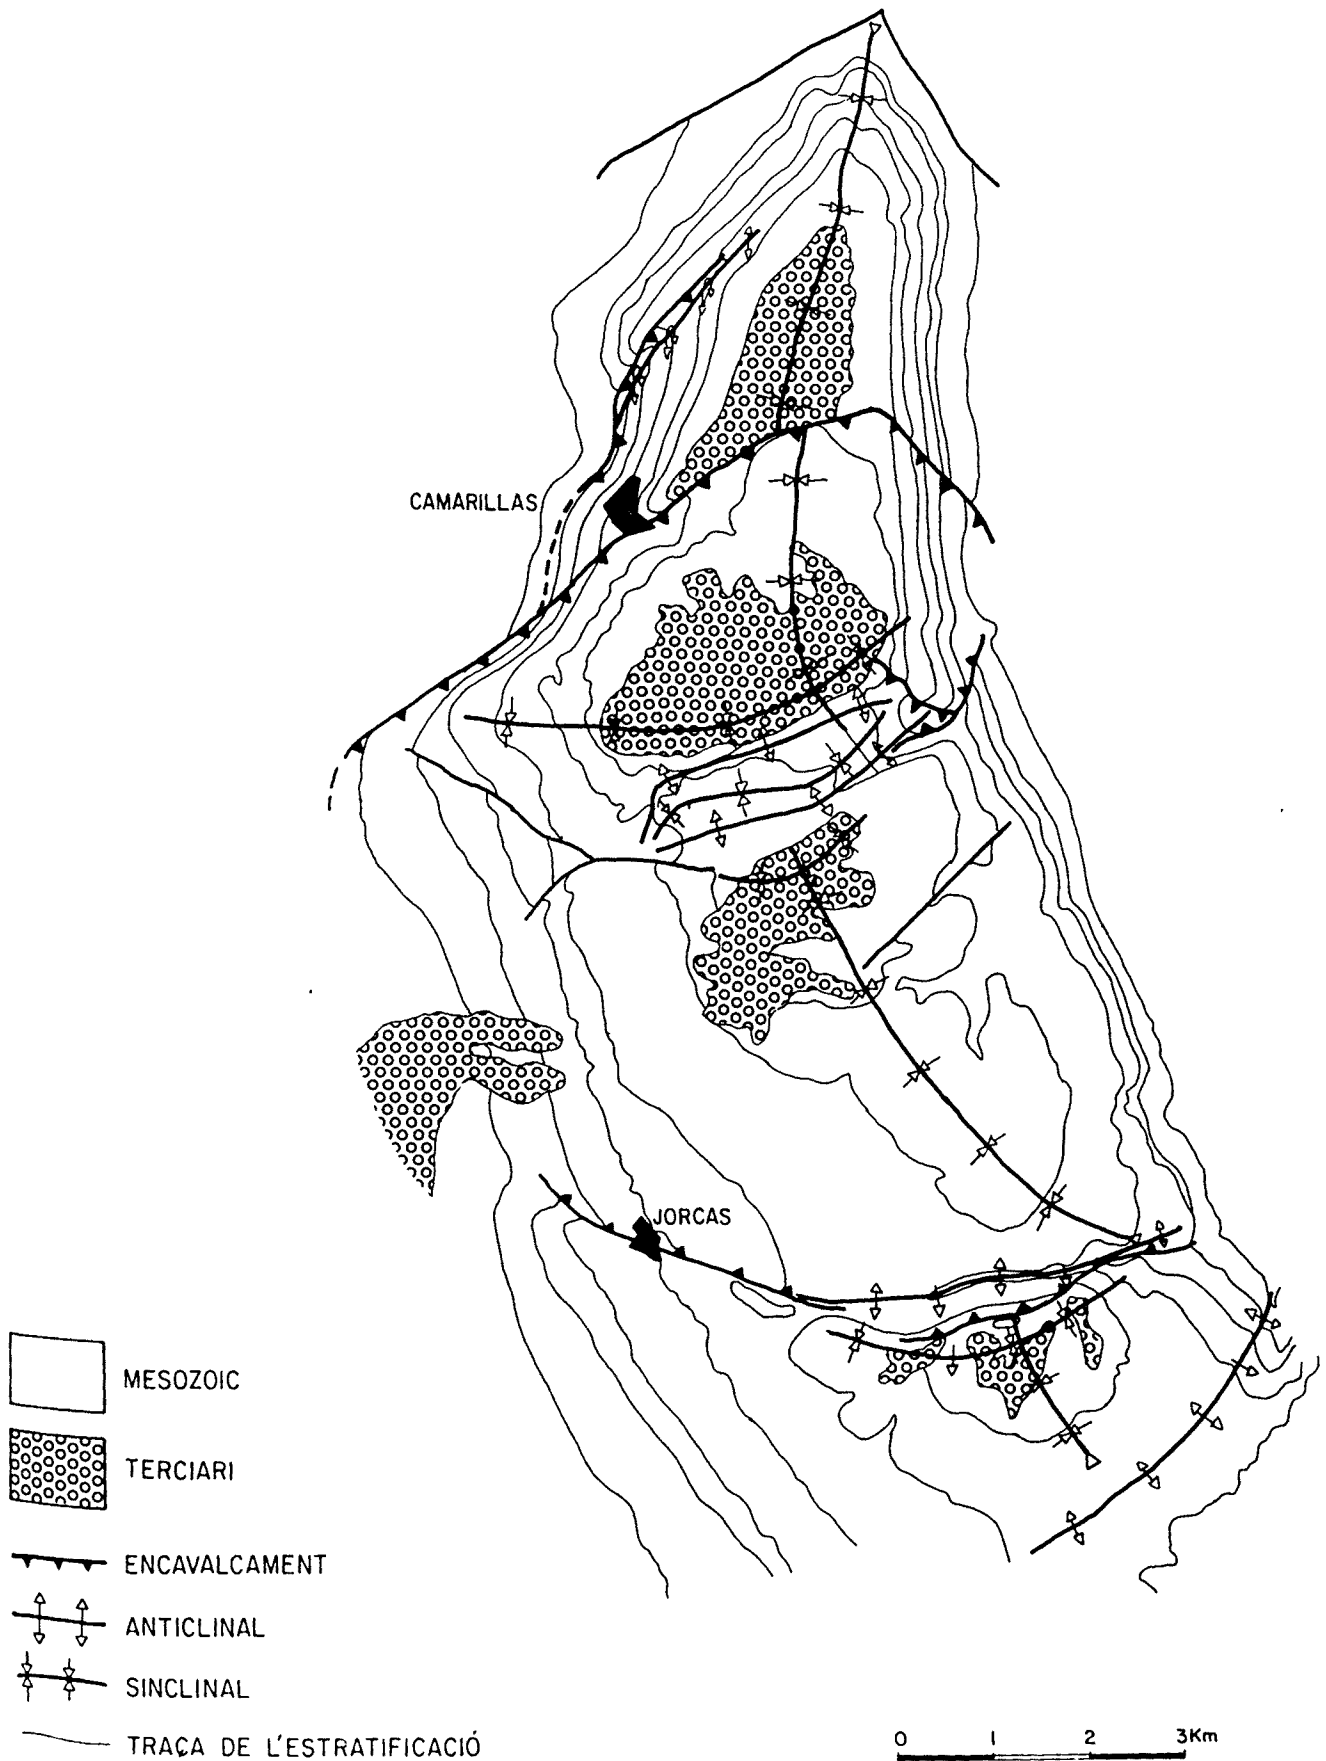 CAMARILLAS
JORCAS
MESOZOIC
TERCIARI
ENCAVALCAMENT
ANTICLINAL
SINCLINAL
TRAÇA DE L'ESTRATIFICACIÓ
0 1 2 3Km